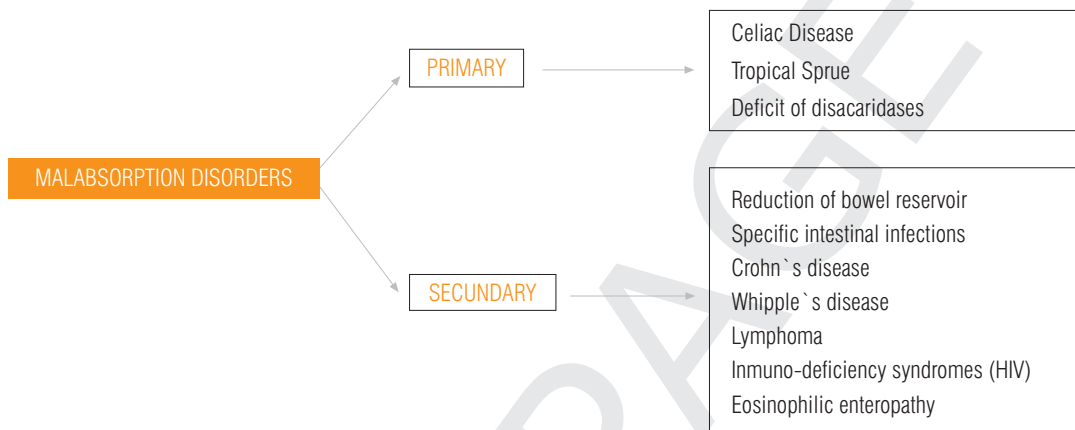 MALABSORPTION DISORDERS
PRIMARY
Celiac Disease
Tropical Sprue
Deficit of disacaridases
SECUNDARY
Reduction of bowel reservoir
Specific intestinal infections
Crohn`s disease
Whipple`s disease
Lymphoma
Inmuno-deficiency syndromes (HIV)
Eosinophilic enteropathy
PAGE